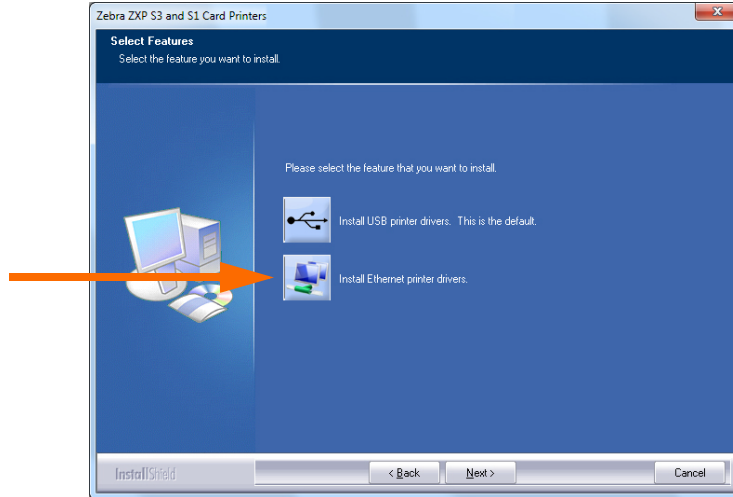 Zebra ZXP S3 and S1 Card Printers
Select Features
Select the feature you want to install.
Please select the feature that you want to install.
Install USB printer drivers. This is the default.
Install Ethernet printer drivers.
InstallShield
< Back
Next >
Cancel